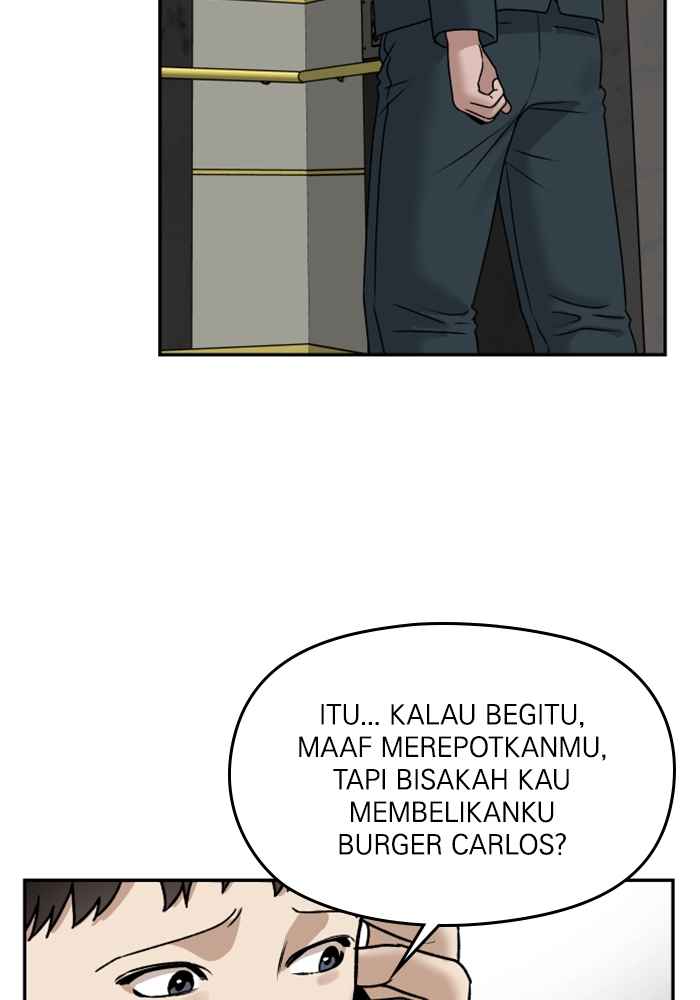 ITU... KALAU BEGITU,
MAAF MEREPOTKANMU,
TAPI BISAKAH KAU
MEMBELIKANKU
BURGER CARLOS?